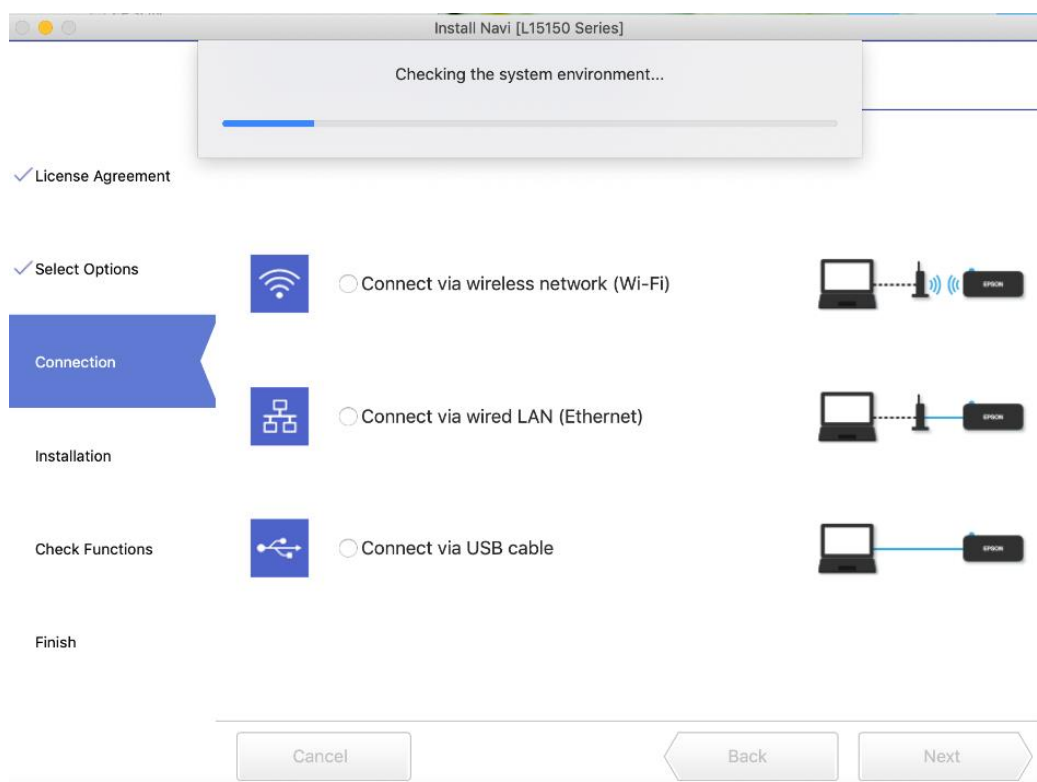 Install Navi [L15150 Series]
Checking the system environment...
License Agreement
Select Options
Connection
Installation
Check Functions
Finish
Connect via wireless network (Wi-Fi)
EPSON
Connect via wired LAN (Ethernet)
EPSON
Connect via USB cable
EPSON
Cancel
Back
Next